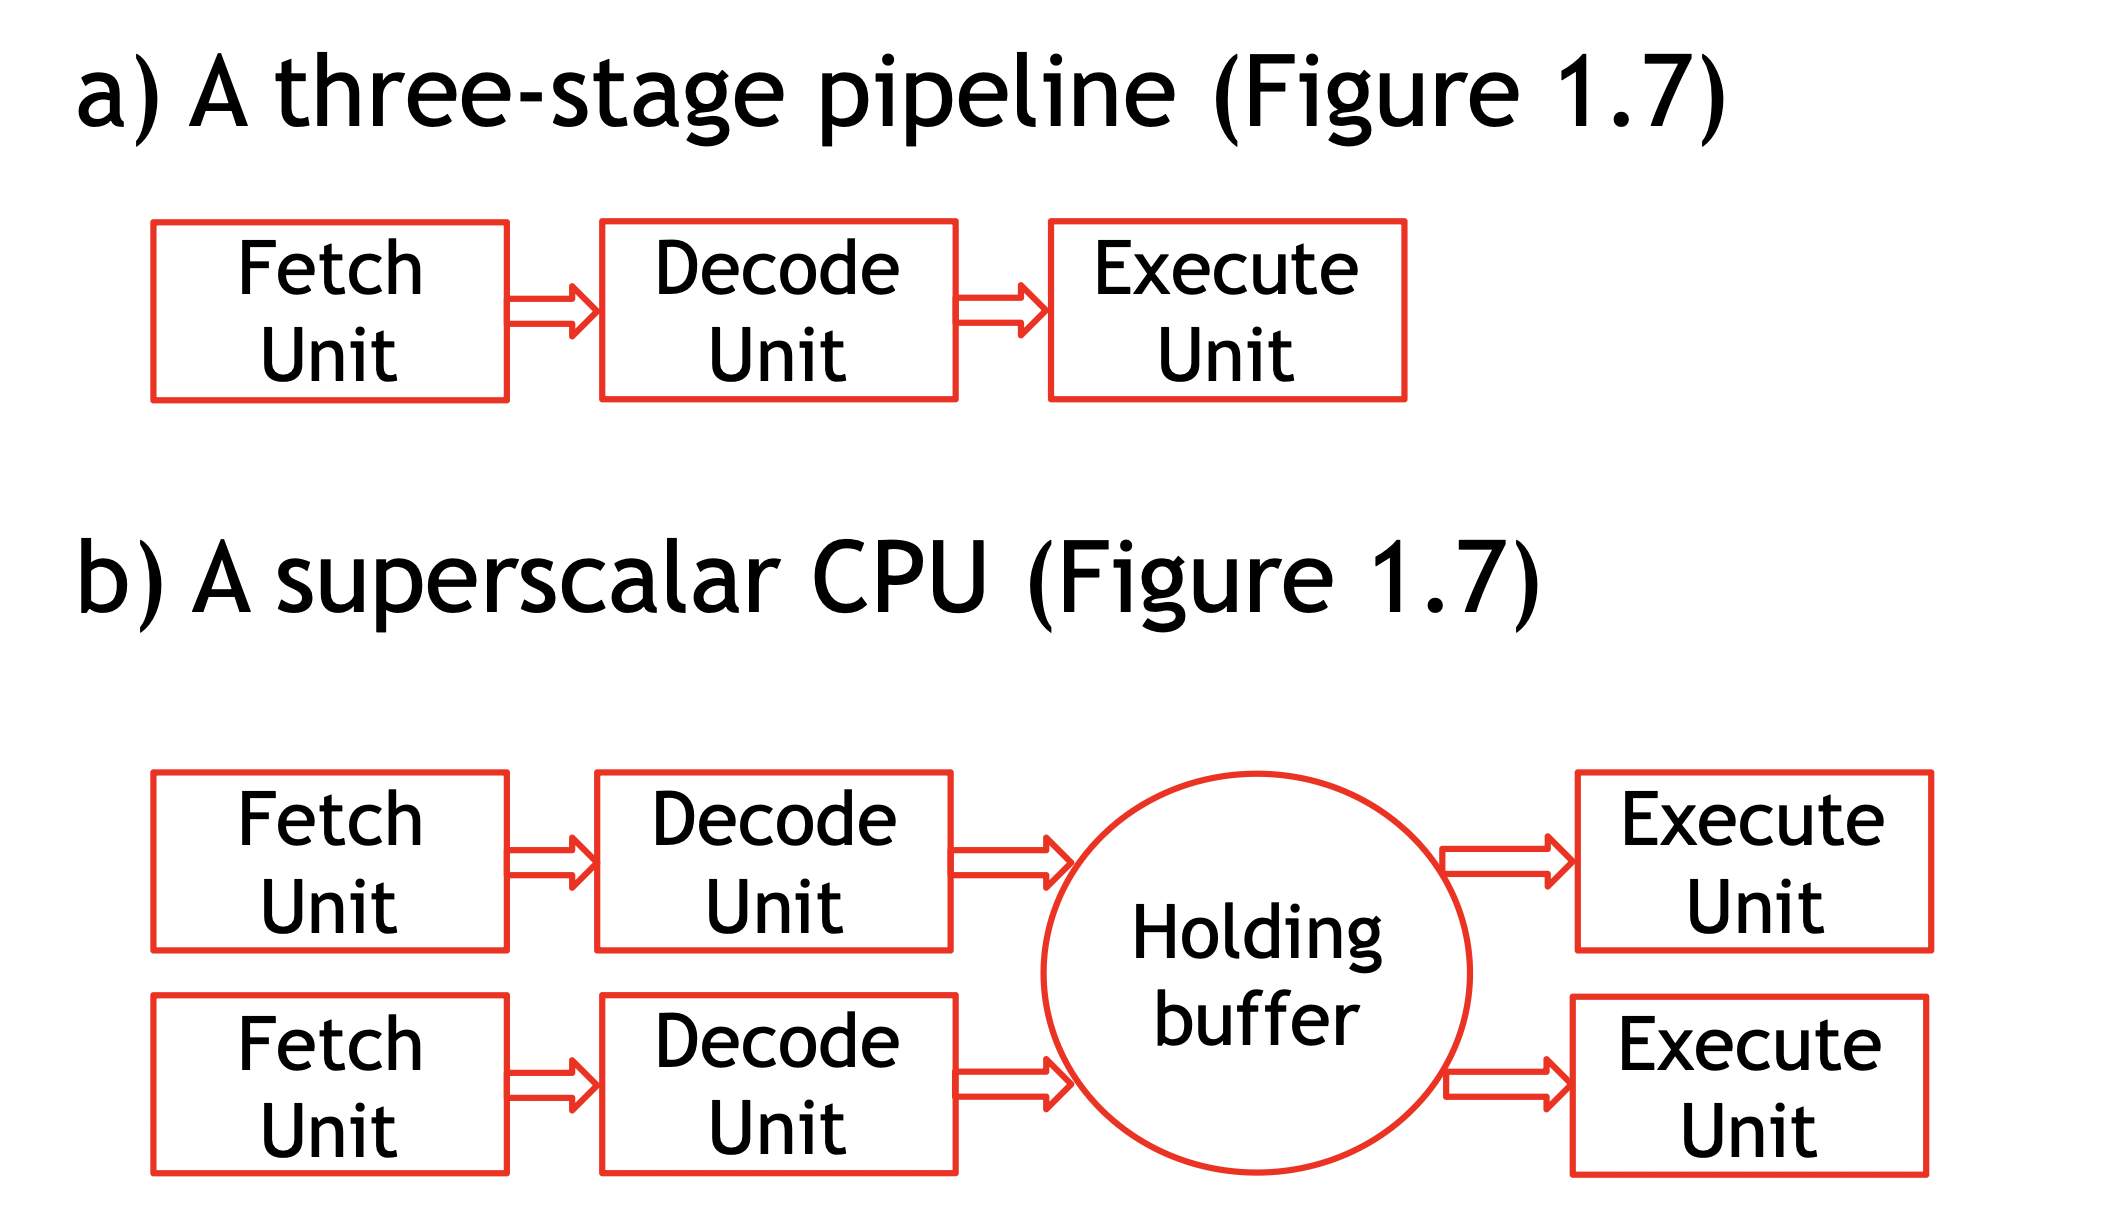 a) A three-stage pipeline (Figure 1.7)
Fetch
Unit
Decode
Unit
Execute
Unit
b) A superscalar CPU (Figure 1.7)
Fetch
Unit
Decode
Unit
Holding
buffer
Execute
Unit
Fetch
Unit
Decode
Unit
Execute
Unit